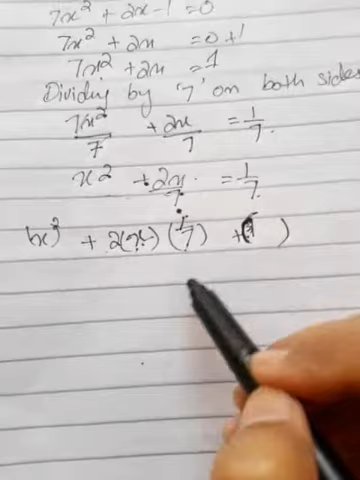 7x² + 2x - 1 = 0
7x² + 2x = 0 + 1
7x² + 2x = 1
Dividing by '7' on both sides
7x²/7 + 2x/7 = 1/7.
x² + 2x/7 = 1/7.
(x)² + 2(x) (1/7) + ( )